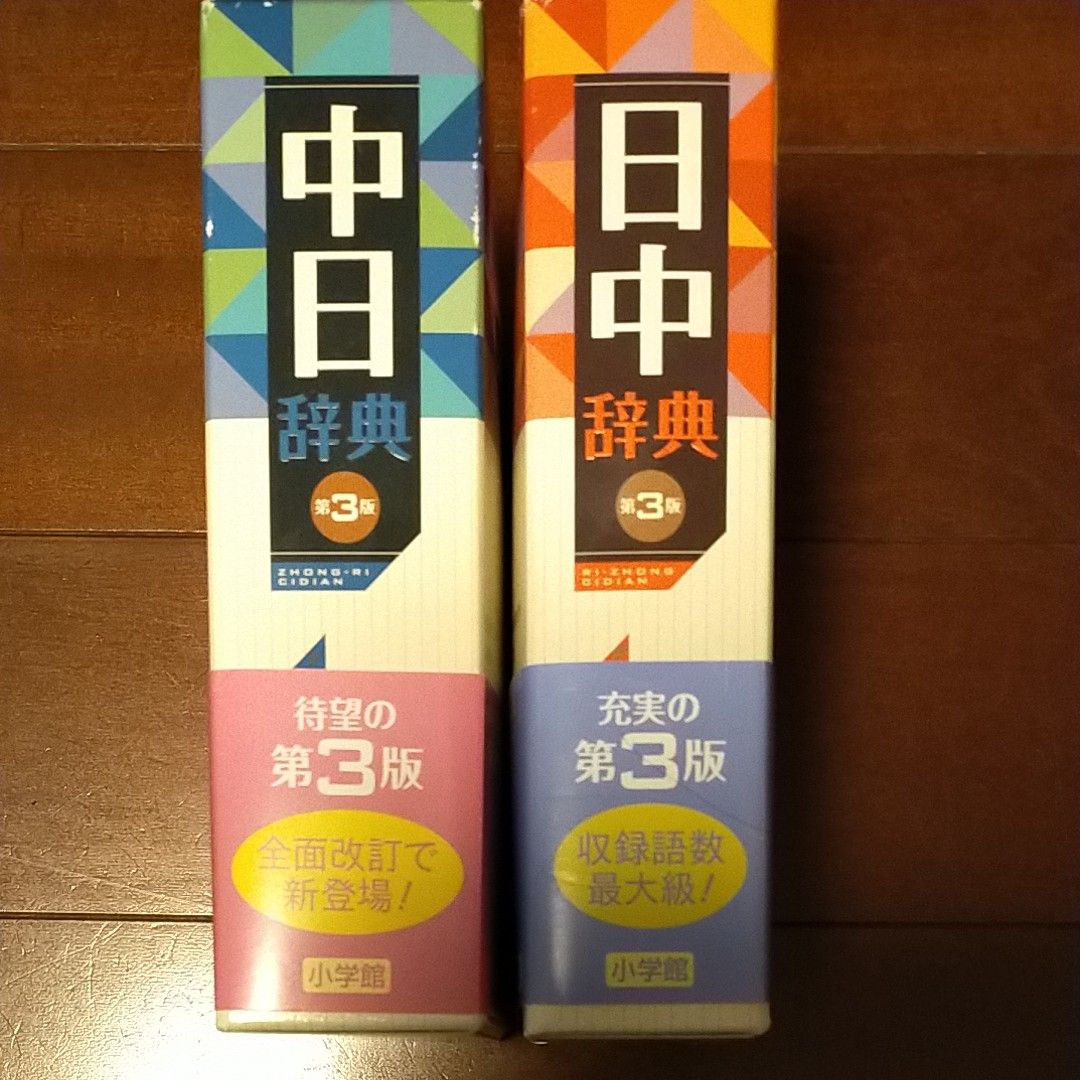 中日
辞典
第3版
ZHONG-RI
CIDIAN
待望の
第3版
全面改訂で
新登場!
小学館
日中
辞典
第3版
RI-ZHONG
CIDIAN
充実の
第3版
収録語数
最大級!
小学館